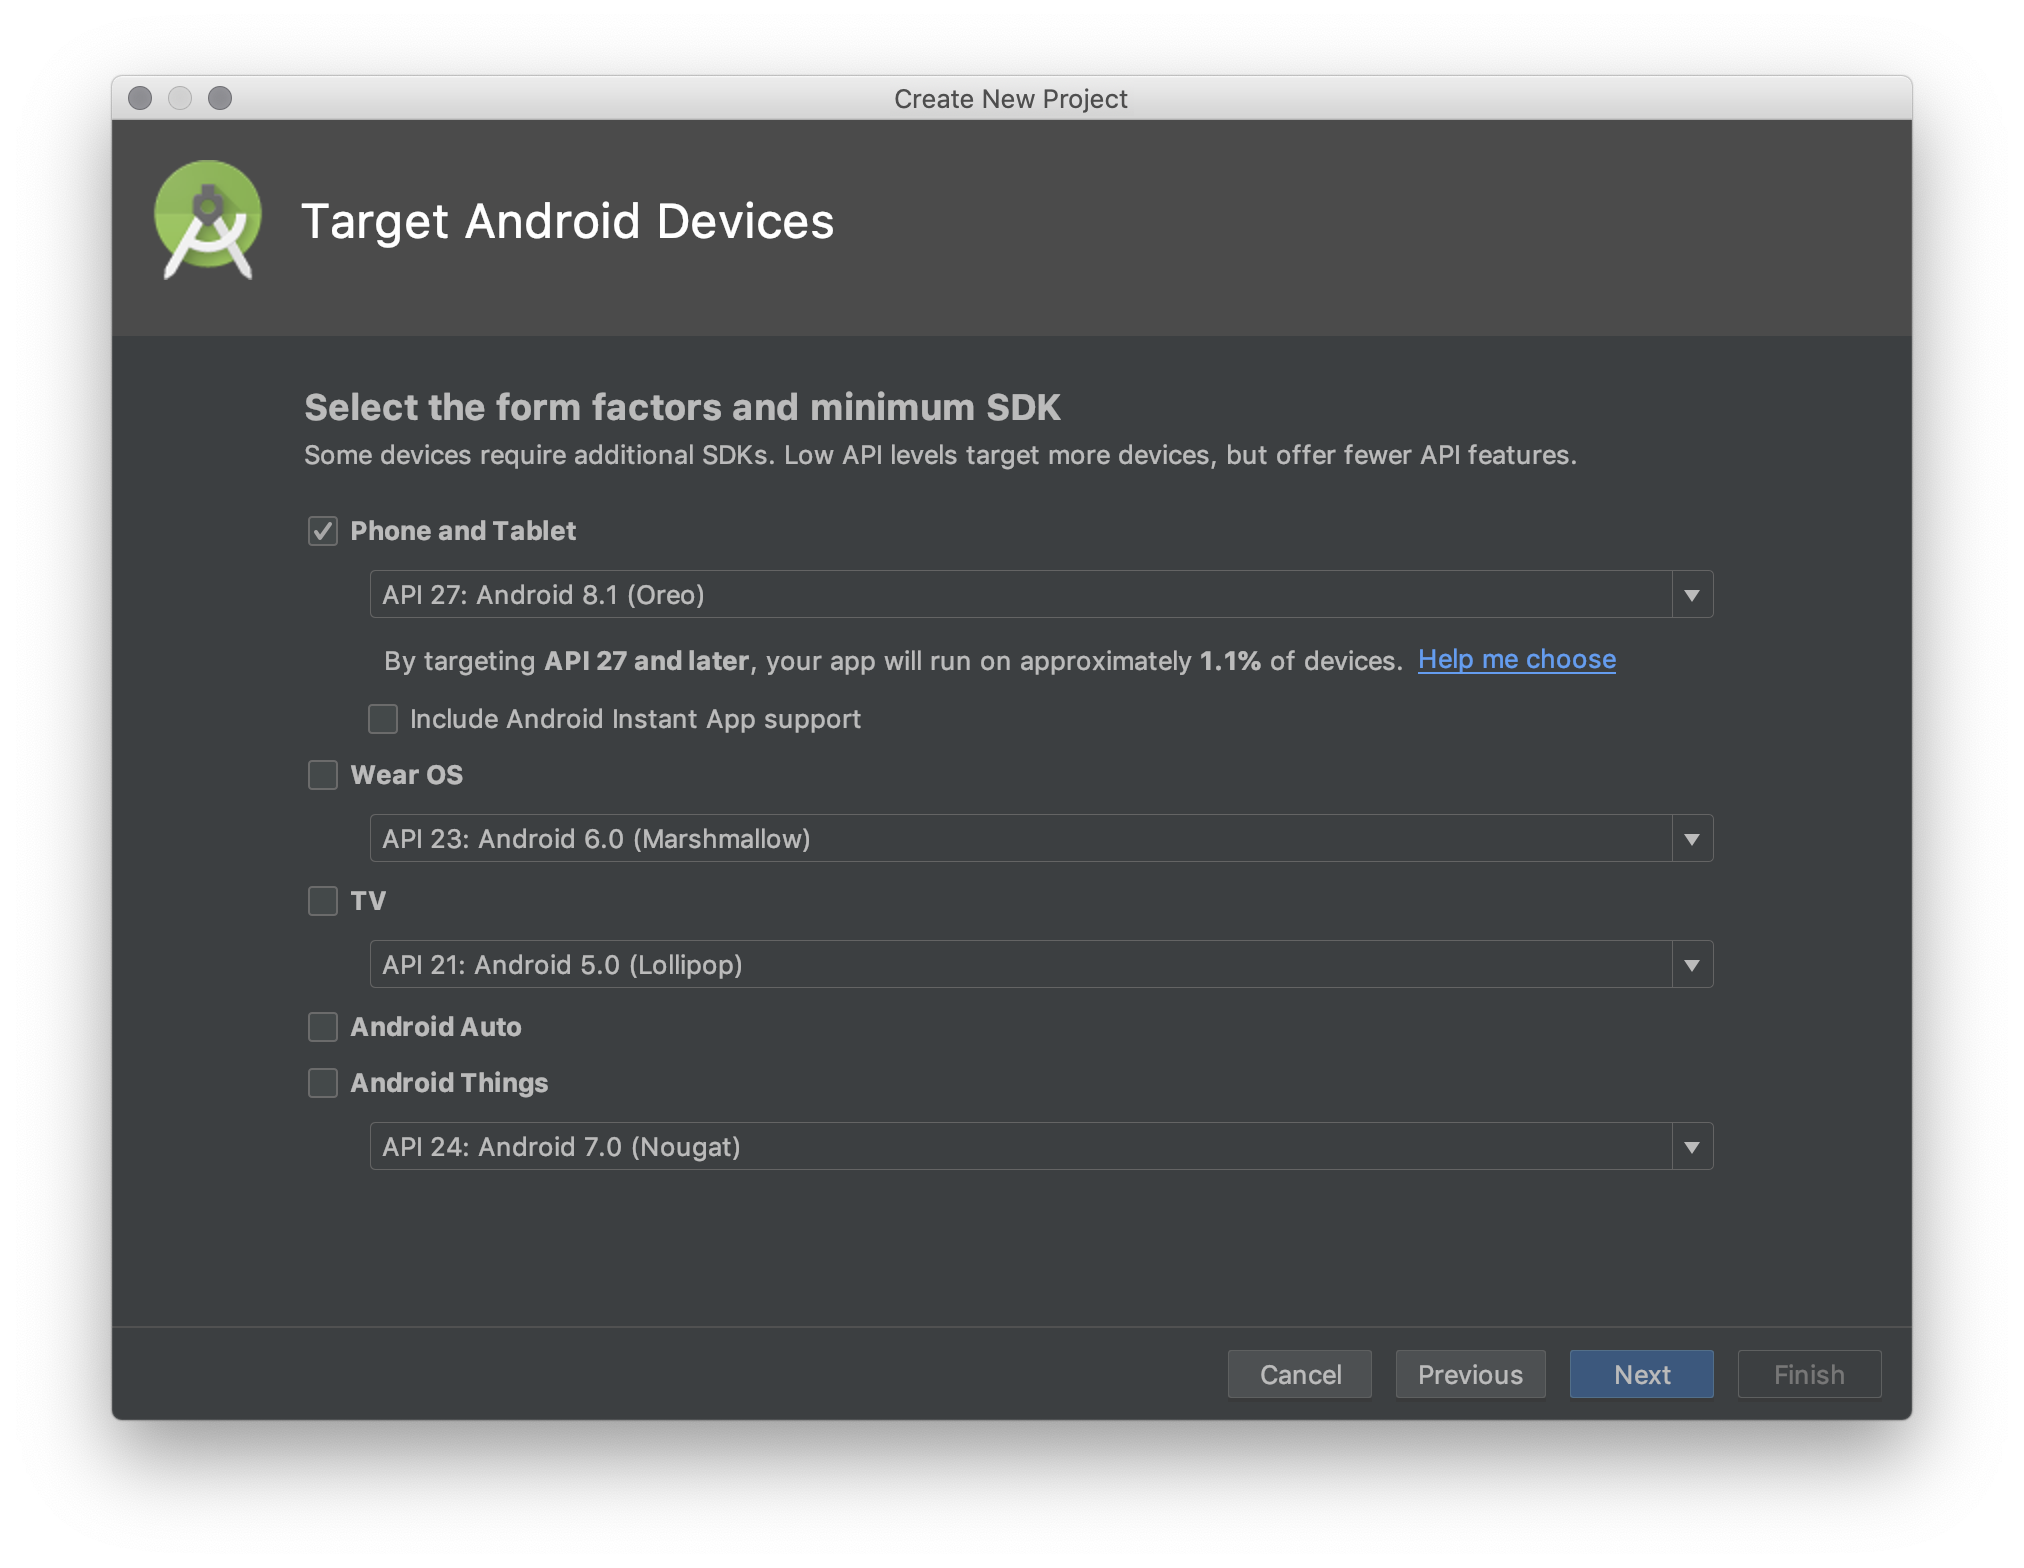 Create New Project
Target Android Devices
Select the form factors and minimum SDK
Some devices require additional SDKs. Low API levels target more devices, but offer fewer API features.
Phone and Tablet
API 27: Android 8.1 (Oreo)
By targeting API 27 and later, your app will run on approximately 1.1% of devices. Help me choose
Include Android Instant App support
Wear OS
API 23: Android 6.0 (Marshmallow)
TV
API 21: Android 5.0 (Lollipop)
Android Auto
Android Things
API 24: Android 7.0 (Nougat)
Cancel Previous Next Finish